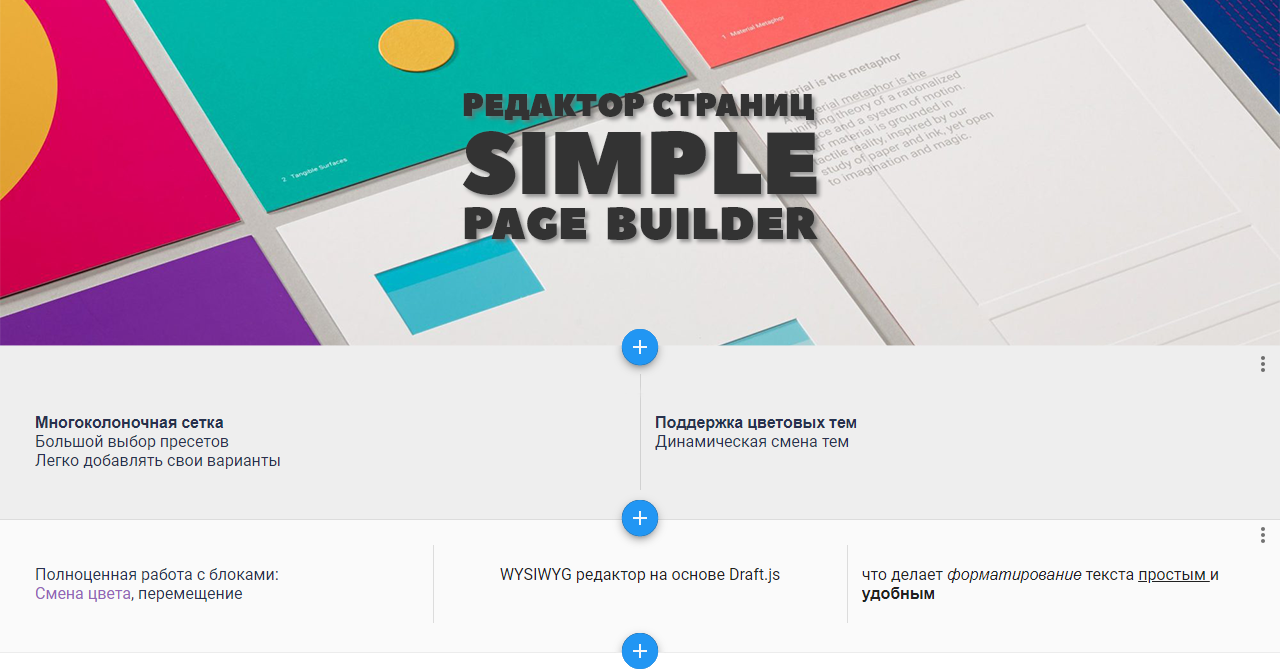 1 Material Metaphor
2 Tangible Surfaces
РЕДАКТОР СТРАНИЦ
SIMPLE
PAGE BUILDER
is the metaphor
material metaphor is the
unifying theory of a rationalized
and a system of motion.
material is grounded in
tactile reality, inspired by our
study of paper and ink, yet open
to imagination and magic.
Многоколоночная сетка
Большой выбор пресетов
Легко добавлять свои варианты
Поддержка цветовых тем
Динамическая смена тем
Полноценная работа с блоками:
Смена цвета, перемещение
WYSIWYG редактор на основе Draft.js
что делает форматирование текста простым и
удобным